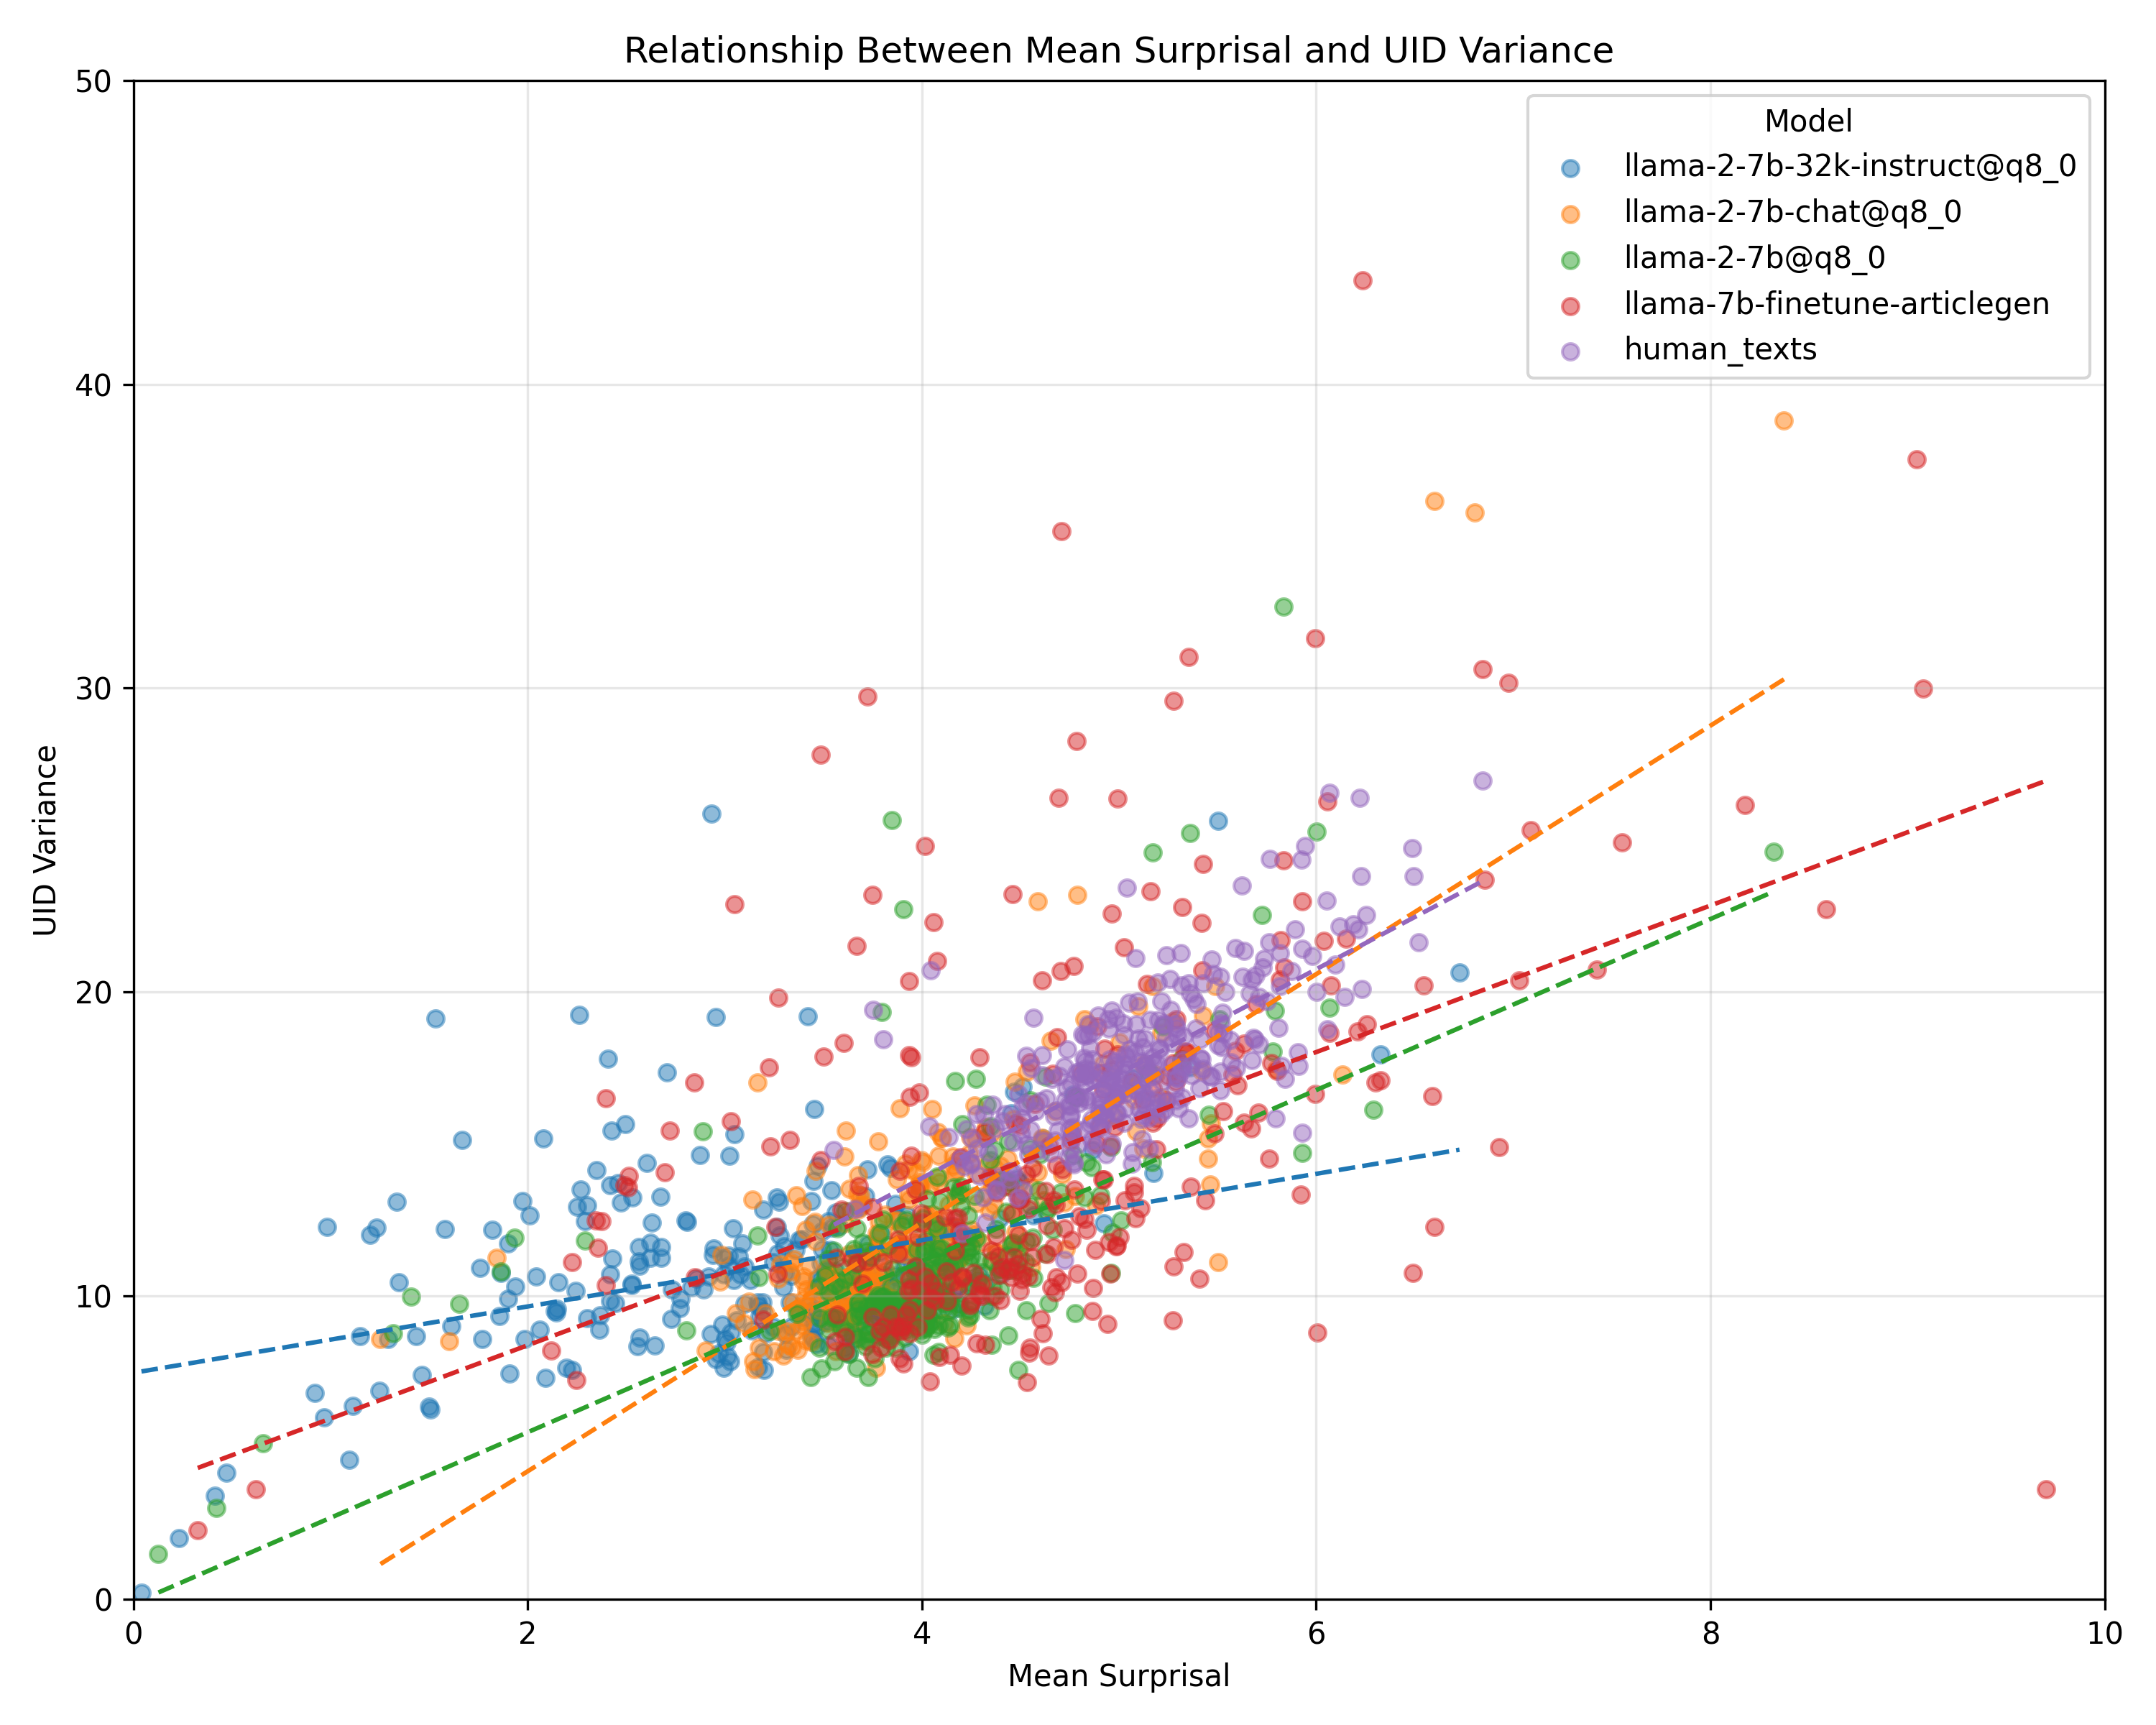 Relationship Between Mean Surprisal and UID Variance
Model
llama-2-7b-32k-instruct@q8_0
llama-2-7b-chat@q8_0
llama-2-7b@q8_0
llama-7b-finetune-articlegen
human_texts
UID Variance
50
40
30
20
10
0
0 2 4 6 8 10
Mean Surprisal